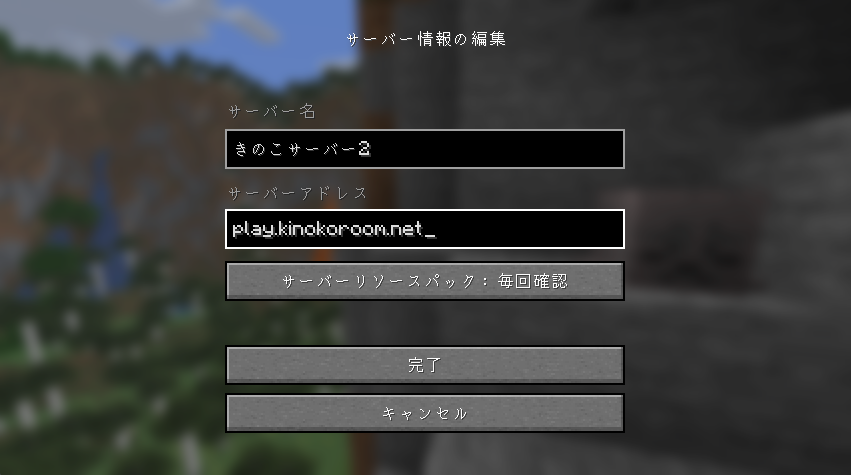 サーバー情報の編集
サーバー名
きのこサーバー2
サーバーアドレス
play.kinokoroom.net_
サーバーリソースパック：毎回確認
完了
キャンセル